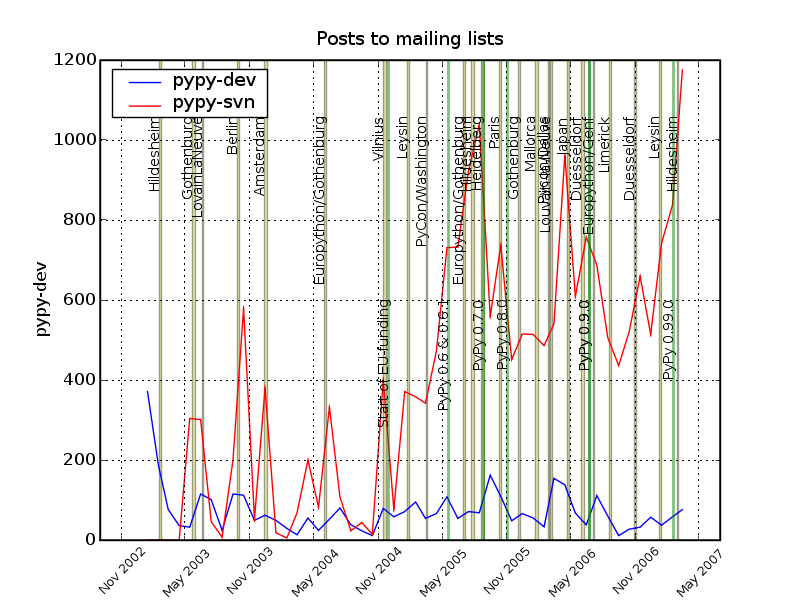 Posts to mailing lists
pypy-dev
pypy-svn
pypy-dev
1200
1000
800
600
400
200
0
Hildesheim
Gothenburg
LovainLaNeuve
Berlin
Amsterdam
Europython/Gothenburg
Vilnius
Start of EU-funding
Leysin
PyCon/Washington
PyPy 0.6 & 0.6.1
Europython/Gothenburg
Hildesheim
Heidelberg
PyPy 0.7.0
Paris
PyPy 0.8.0
Gothenburg
Mallorca
Japan
Duesseldorf
Europython/Genf
PyPy 0.9.0
Limerick
Duesseldorf
Leysin
Hildesheim
PyPy 0.99.0
Nov 2002
May 2003
Nov 2003
May 2004
Nov 2004
May 2005
Nov 2005
May 2006
Nov 2006
May 2007